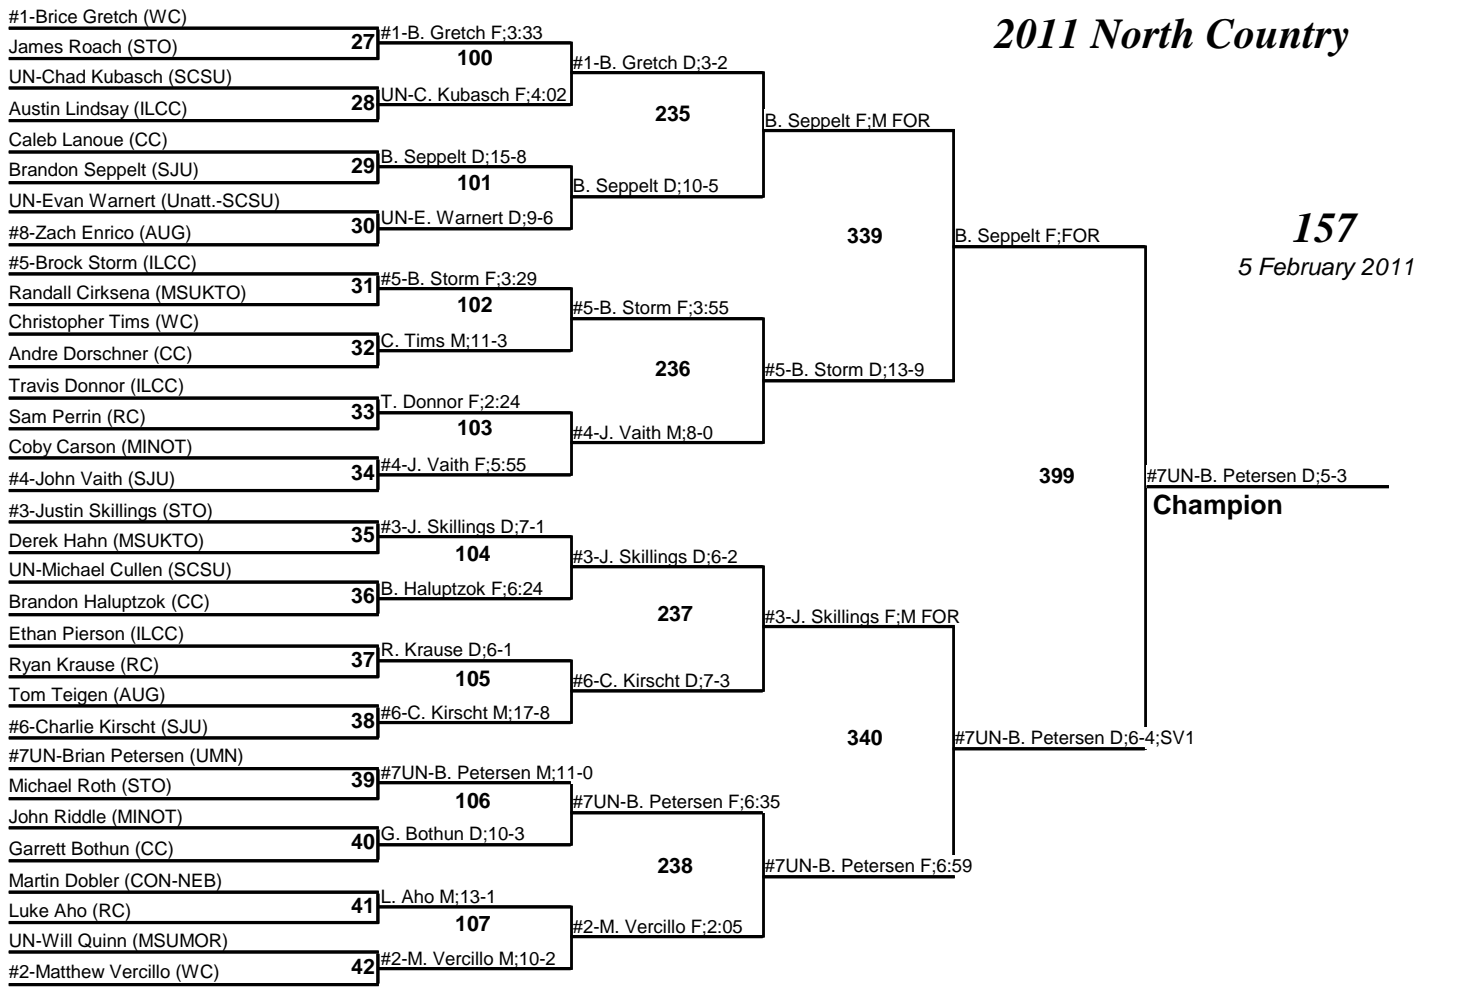 2011 North Country
157
5 February 2011
#1-Brice Gretch (WC)
James Roach (STO)
UN-Chad Kubasch (SCSU)
Austin Lindsay (ILCC)
Caleb Lanoue (CC)
Brandon Seppelt (SJU)
UN-Evan Warnert (Unatt.-SCSU)
#8-Zach Enrico (AUG)
#5-Brock Storm (ILCC)
Randall Cirksena (MSUKTO)
Christopher Tims (WC)
Andre Dorschner (CC)
Travis Donnor (ILCC)
Sam Perrin (RC)
Coby Carson (MINOT)
#4-John Vaith (SJU)
#3-Justin Skillings (STO)
Derek Hahn (MSUKTO)
UN-Michael Cullen (SCSU)
Brandon Haluptzok (CC)
Ethan Pierson (ILCC)
Ryan Krause (RC)
Tom Teigen (AUG)
#6-Charlie Kirscht (SJU)
#7UN-Brian Petersen (UMN)
Michael Roth (STO)
John Riddle (MINOT)
Garrett Bothun (CC)
Martin Dobler (CON-NEB)
Luke Aho (RC)
UN-Will Quinn (MSUMOR)
#2-Matthew Vercillo (WC)
27
28
29
30
31
32
33
34
35
36
37
38
39
40
41
42
#1-B. Gretch F;3:33
100
UN-C. Kubasch F;4:02
B. Seppelt D;15-8
101
UN-E. Warnert D;9-6
#5-B. Storm F;3:29
102
C. Tims M;11-3
T. Donnor F;2:24
103
#4-J. Vaith F;5:55
#3-J. Skillings D;7-1
104
B. Haluptzok F;6:24
R. Krause D;6-1
105
#6-C. Kirscht M;17-8
#7UN-B. Petersen M;11-0
106
G. Bothun D;10-3
L. Aho M;13-1
107
#2-M. Vercillo M;10-2
#1-B. Gretch D;3-2
235
B. Seppelt D;10-5
#5-B. Storm F;3:55
236
#4-J. Vaith M;8-0
#3-J. Skillings D;6-2
237
#6-C. Kirscht D;7-3
#7UN-B. Petersen F;6:35
238
#2-M. Vercillo F;2:05
B. Seppelt F;M FOR
339
#5-B. Storm D;13-9
#3-J. Skillings F;M FOR
340
#7UN-B. Petersen F;6:59
B. Seppelt F;FOR
399
#7UN-B. Petersen D;6-4;SV1
#7UN-B. Petersen D;5-3
Champion